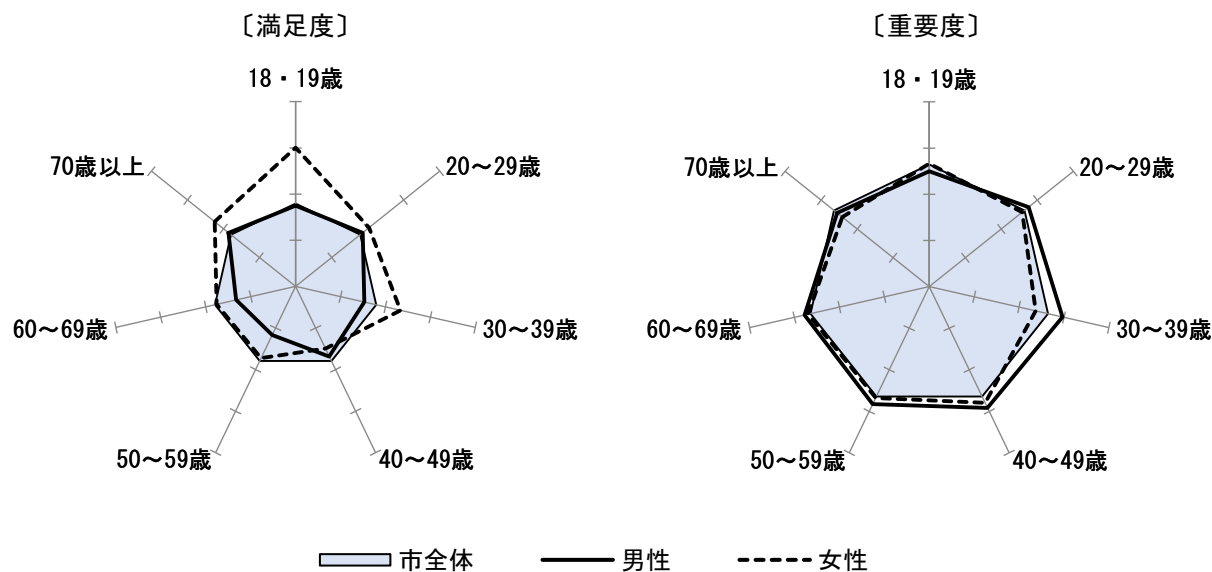 〔満足度〕
18・19歳
20～29歳
30～39歳
40～49歳
50～59歳
60～69歳
70歳以上
〔重要度〕
18・19歳
20～29歳
30～39歳
40～49歳
50～59歳
60～69歳
70歳以上
市全体
男性
女性